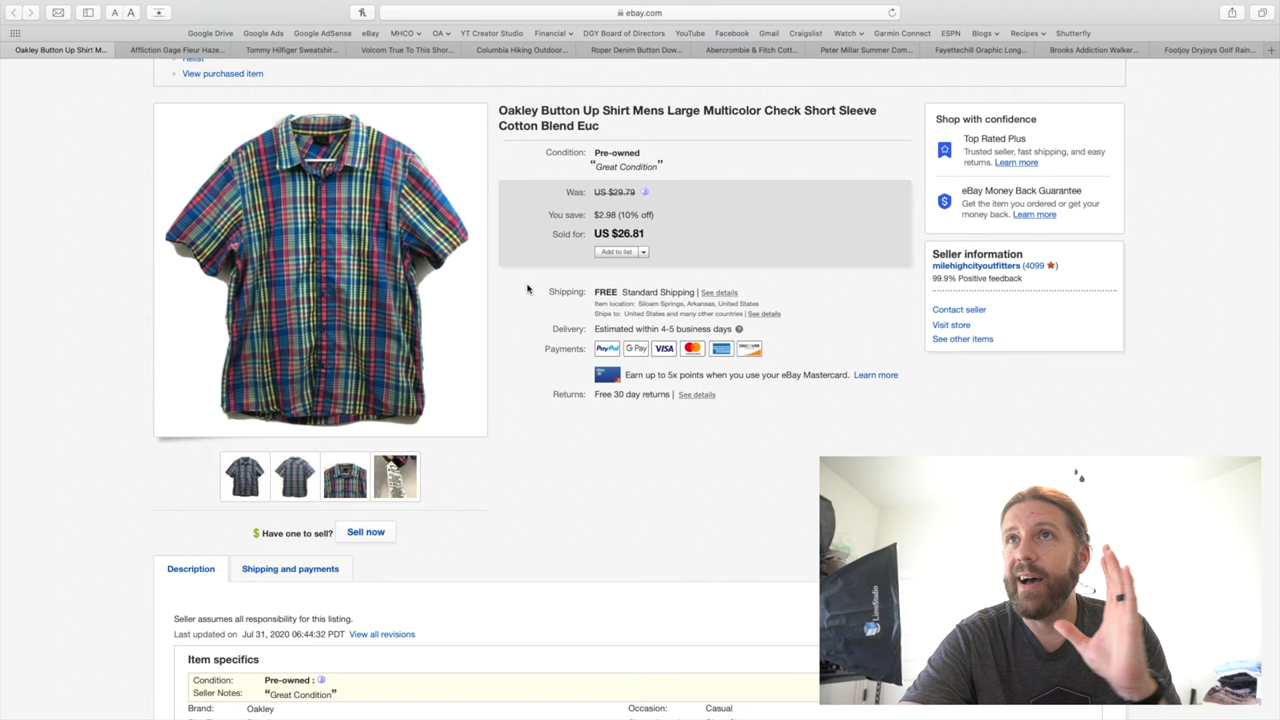 A A
ebay.com
Google Drive Google Ads Google AdSense eBay MHCO OA YT Creator Studio Financial DGY Board of Directors YouTube Facebook Gmail Craigslist Watch Garmin Connect ESPN Blogs Recipes Shutterfly
Oakley Button Up Shirt M... Affliction Gage Fleur Haze... Tommy Hilfiger Sweatshir... Volcom True To This Shor... Columbia Hiking Outdoor... Roper Denim Button Dow... Abercrombie & Fitch Cott... Peter Millar Summer Com... Fayettechill Graphic Long... Brooks Addiction Walker... Footjoy Dryjoys Golf Rain...
View purchased item
Oakley Button Up Shirt Mens Large Multicolor Check Short Sleeve
Cotton Blend Euc
Condition: Pre-owned
“Great Condition”
Was: US $29.79
You save: $2.98 (10% off)
Sold for: US $26.81
Add to list
Shipping: FREE Standard Shipping | See details
Item location: Siloam Springs, Arkansas, United States
Ships to: United States and many other countries | See details
Delivery: Estimated within 4-5 business days
Payments: PayPal G Pay VISA DISCOVER
Earn up to 5x points when you use your eBay Mastercard. Learn more
Returns: Free 30 day returns | See details
Shop with confidence
Top Rated Plus
Trusted seller, fast shipping, and easy
returns. Learn more
eBay Money Back Guarantee
Get the item you ordered or get your
money back. Learn more
Seller information
milehighcityoutfitters (4099 )
99.9% Positive feedback
Contact seller
Visit store
See other items
$ Have one to sell? Sell now
Description Shipping and payments
Seller assumes all responsibility for this listing.
Last updated on Jul 31, 2020 06:44:32 PDT View all revisions
Item specifics
Condition: Pre-owned :
Seller Notes: “Great Condition”
Brand: Oakley Occasion: Casual
LimoStudio